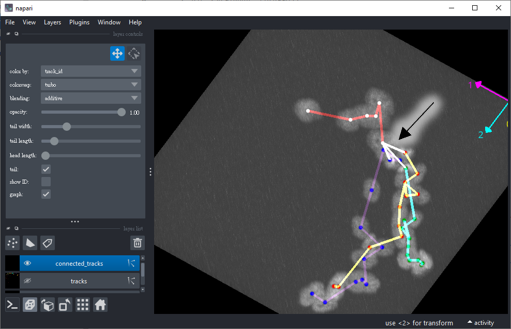 napari
File View Layers Plugins Window Help
layer controls
color by: track_id
colormap: turbo
blending: additive
opacity: 1.00
tail width:
tail length:
head length:
tail:
show ID:
graph:
layer list
connected_tracks
tracks
1
2
use <2> for transform activity